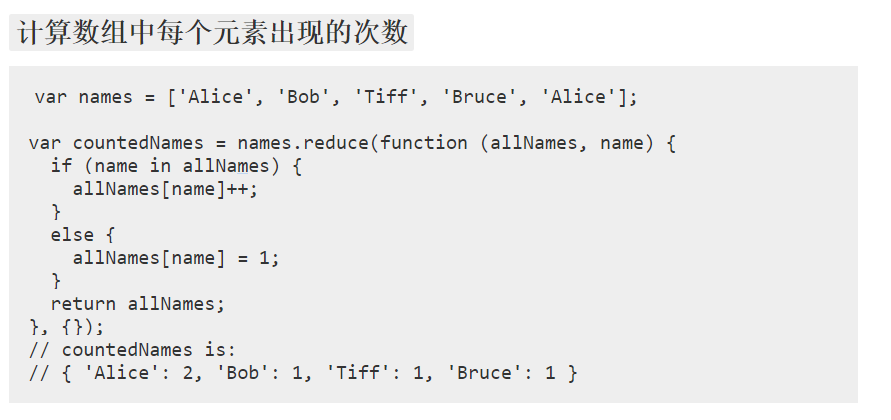 计算数组中每个元素出现的次数
var names = ['Alice', 'Bob', 'Tiff', 'Bruce', 'Alice'];
var countedNames = names.reduce(function (allNames, name) {
  if (name in allNames) {
    allNames[name]++;
  }
  else {
    allNames[name] = 1;
  }
  return allNames;
}, {});
// countedNames is:
// { 'Alice': 2, 'Bob': 1, 'Tiff': 1, 'Bruce': 1 }